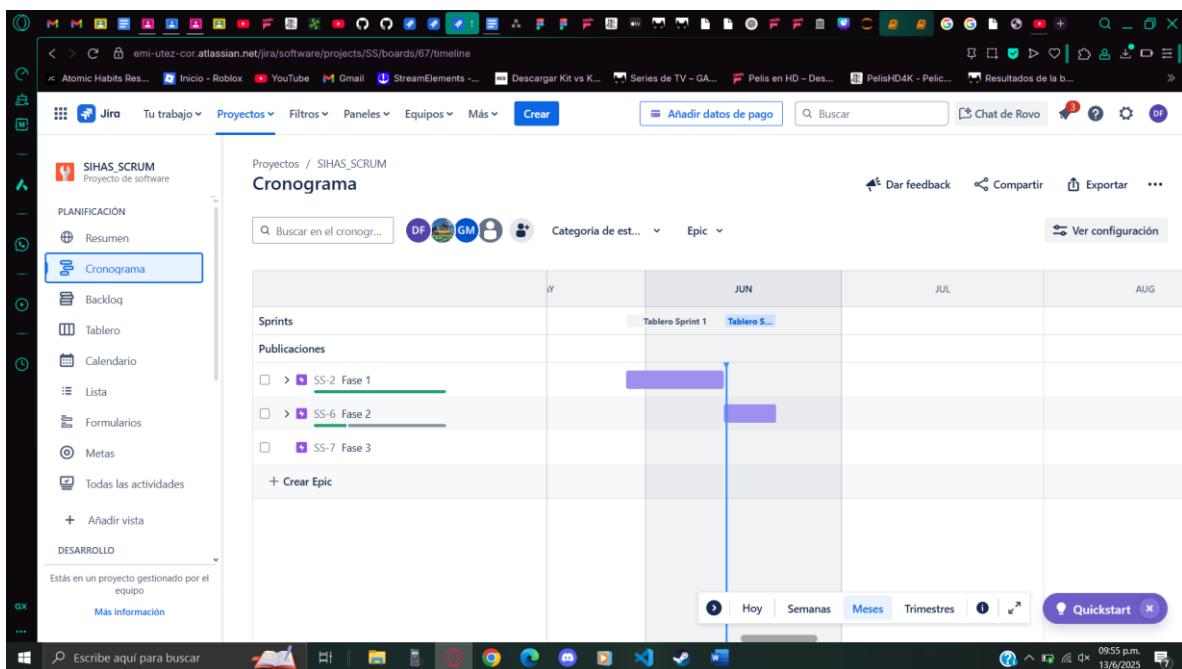 emi-utez-cor.atlassian.net/jira/software/projects/SS/boards/67/timeline
Atomic Habits Res... Inicio - Roblox YouTube Gmail StreamElements -... Descargar Kit vs K... Series de TV – GA... Pelis en HD – Des... PelisHD4K - Pelic... Resultados de la b...
Jira Tu trabajo Proyectos Filtros Paneles Equipos Más Crear Añadir datos de pago Buscar Chat de Rovo 3 DF
SIHAS_SCRUM
Proyecto de software
PLANIFICACIÓN
Resumen
Cronograma
Backlog
Tablero
Calendario
Lista
Formularios
Metas
Todas las actividades
Añadir vista
DESARROLLO
Estás en un proyecto gestionado por el
equipo
Más información
Proyectos / SIHAS_SCRUM
Cronograma
Dar feedback Compartir Exportar
Buscar en el cronogr... DF GM Categoría de est... Epic Ver configuración
AY JUN JUL AUG
Sprints Tablero Sprint 1 Tablero S...
Publicaciones
SS-2 Fase 1
SS-6 Fase 2
SS-7 Fase 3
+ Crear Epic
Hoy Semanas Meses Trimestres Quickstart
GX
Escribe aquí para buscar
09:55 p.m.
13/6/2025